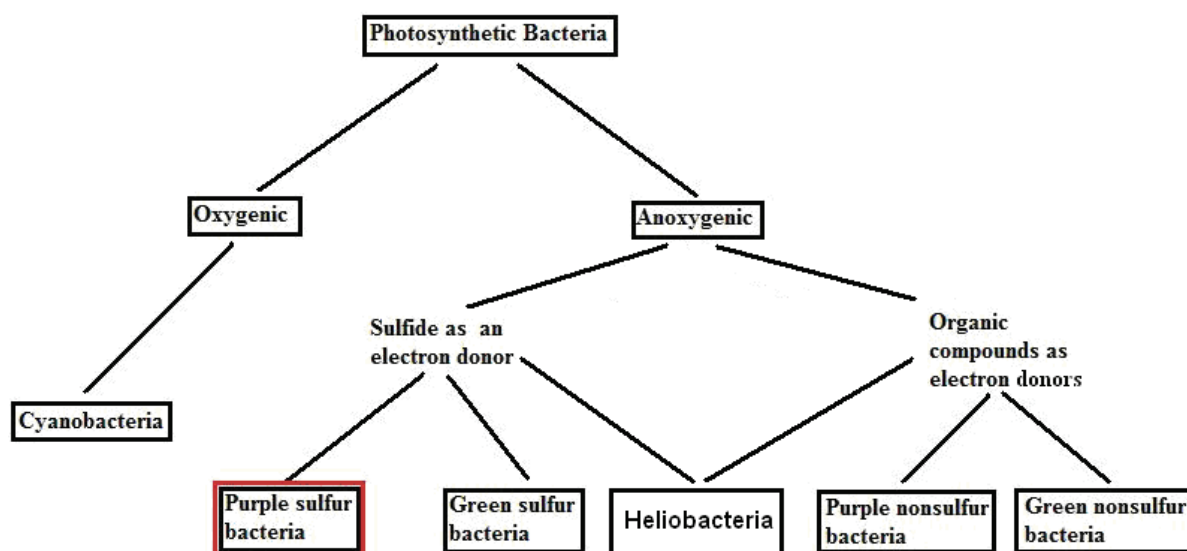 Photosynthetic Bacteria
Oxygenic
Anoxygenic
Sulfide as an
electron donor
Organic
compounds as
electron donors
Cyanobacteria
Purple sulfur
bacteria
Green sulfur
bacteria
Heliobacteria
Purple nonsulfur
bacteria
Green nonsulfur
bacteria